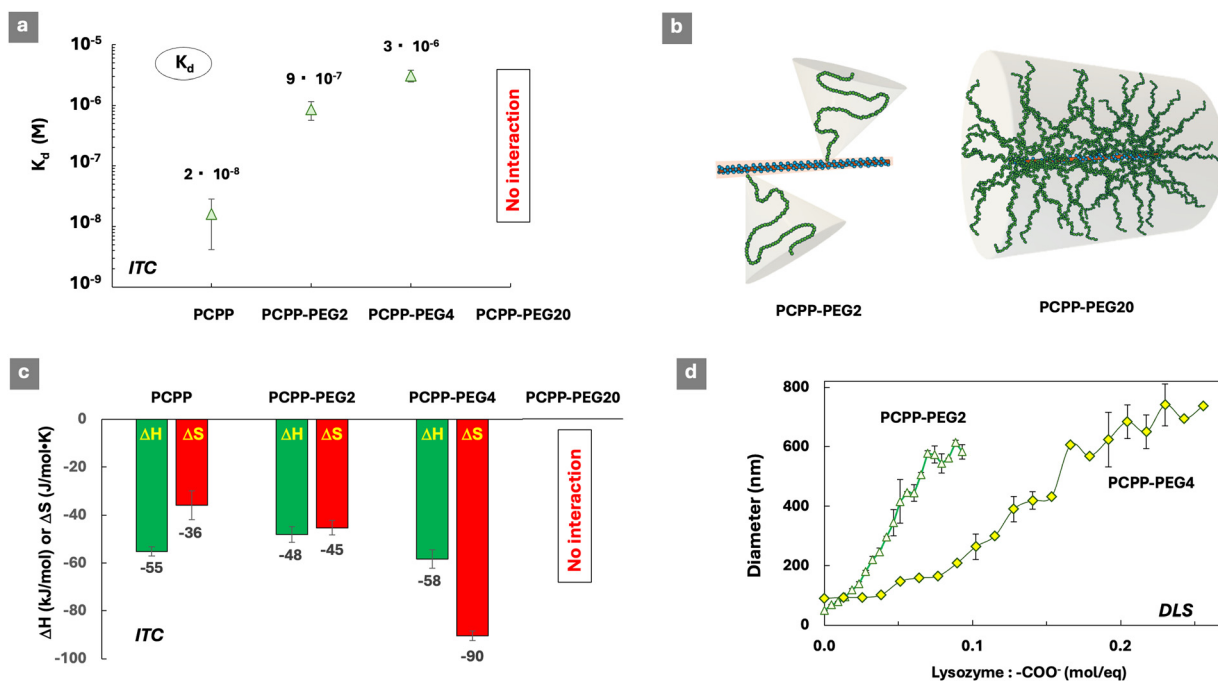 a
10⁻⁵
10⁻⁶
10⁻⁷
10⁻⁸
10⁻⁹
K_d (M)
K_d
2 · 10⁻⁸
9 · 10⁻⁷
3 · 10⁻⁶
No interaction
ITC
PCPP PCPP-PEG2 PCPP-PEG4 PCPP-PEG20
b
PCPP-PEG2
PCPP-PEG20
c
PCPP PCPP-PEG2 PCPP-PEG4 PCPP-PEG20
0
-20
-40
-60
-80
-100
ΔH (kJ/mol) or ΔS (J/mol•K)
ΔH ΔS ΔH ΔS ΔH ΔS
-55
-36
-48
-45
-58
-90
No interaction
ITC
d
800
600
400
200
0
Diameter (nm)
PCPP-PEG2
PCPP-PEG4
DLS
0.0 0.1 0.2
Lysozyme : -COO⁻ (mol/eq)